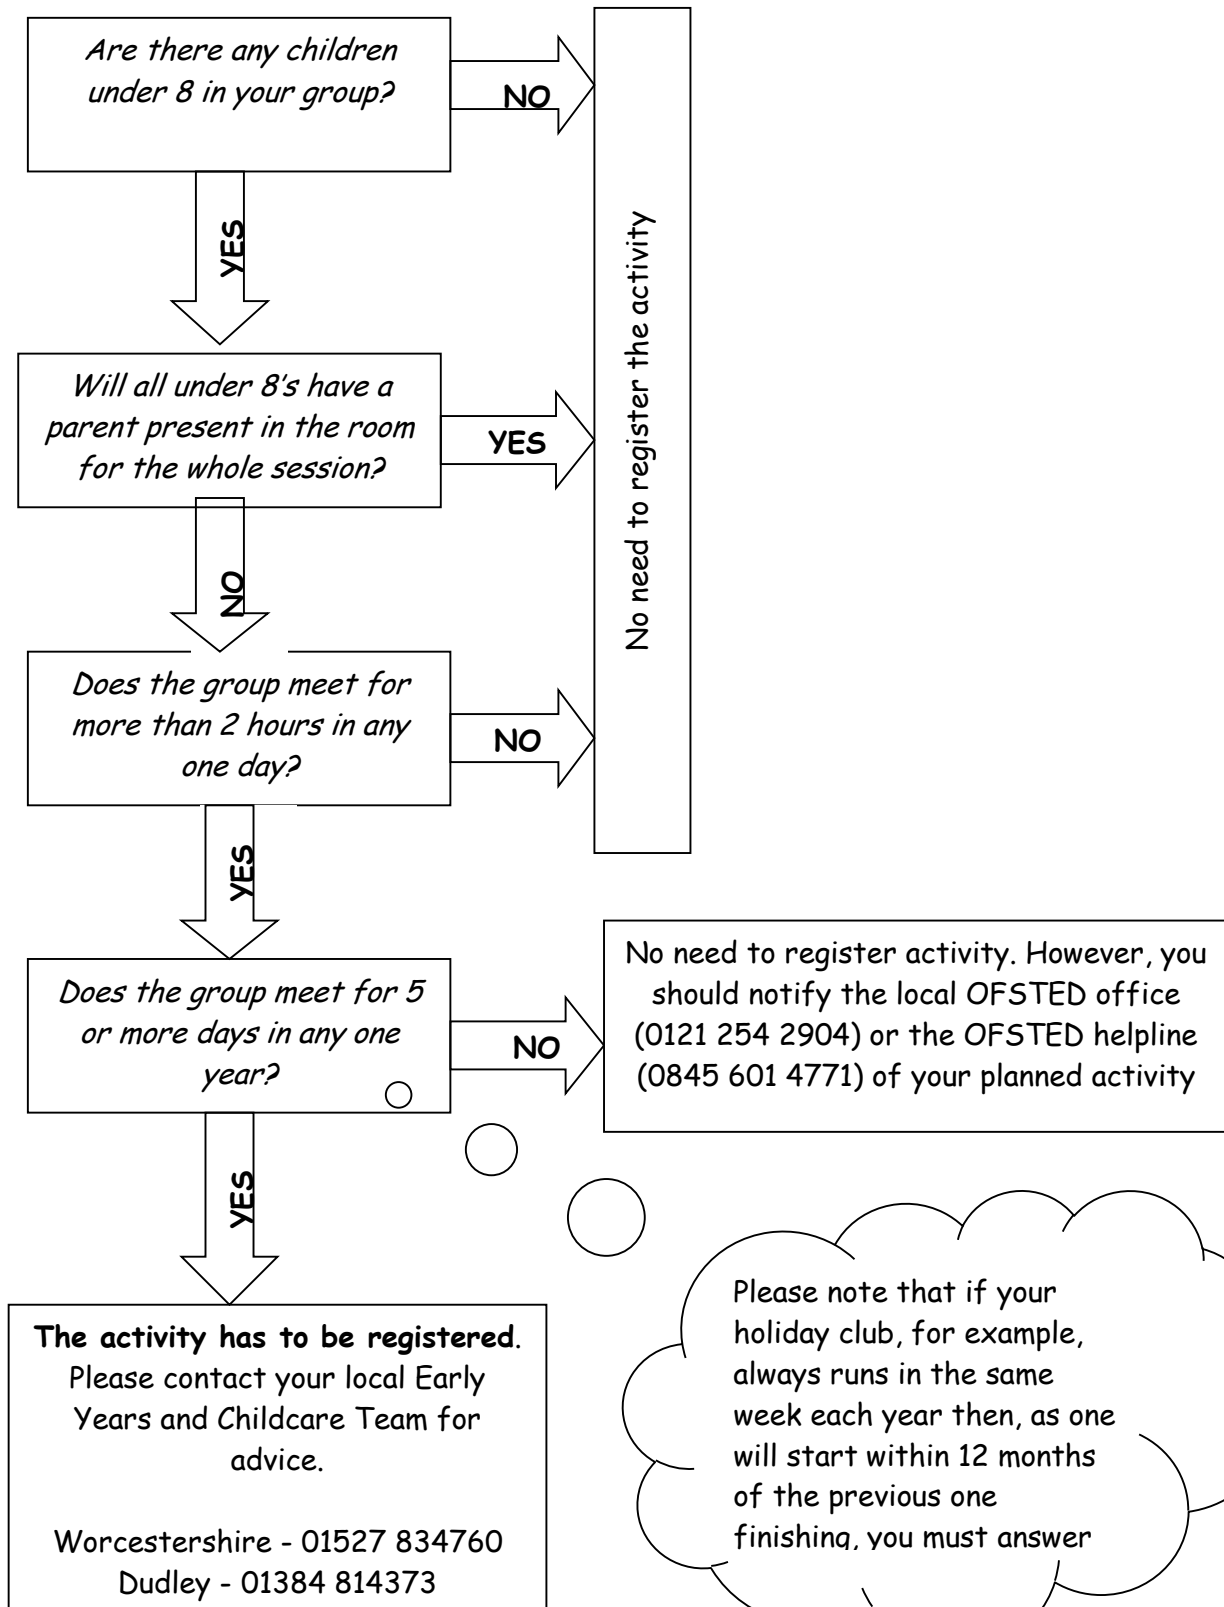 Are there any children
under 8 in your group?
NO
YES
No need to register the activity
Will all under 8's have a
parent present in the room
for the whole session?
YES
NO
Does the group meet for
more than 2 hours in any
one day?
NO
YES
Does the group meet for 5
or more days in any one
year?
NO
No need to register activity. However, you
should notify the local OFSTED office
(0121 254 2904) or the OFSTED helpline
(0845 601 4771) of your planned activity
YES
The activity has to be registered.
Please contact your local Early
Years and Childcare Team for
advice.
Worcestershire - 01527 834760
Dudley - 01384 814373
Please note that if your
holiday club, for example,
always runs in the same
week each year then, as one
will start within 12 months
of the previous one
finishing, you must answer